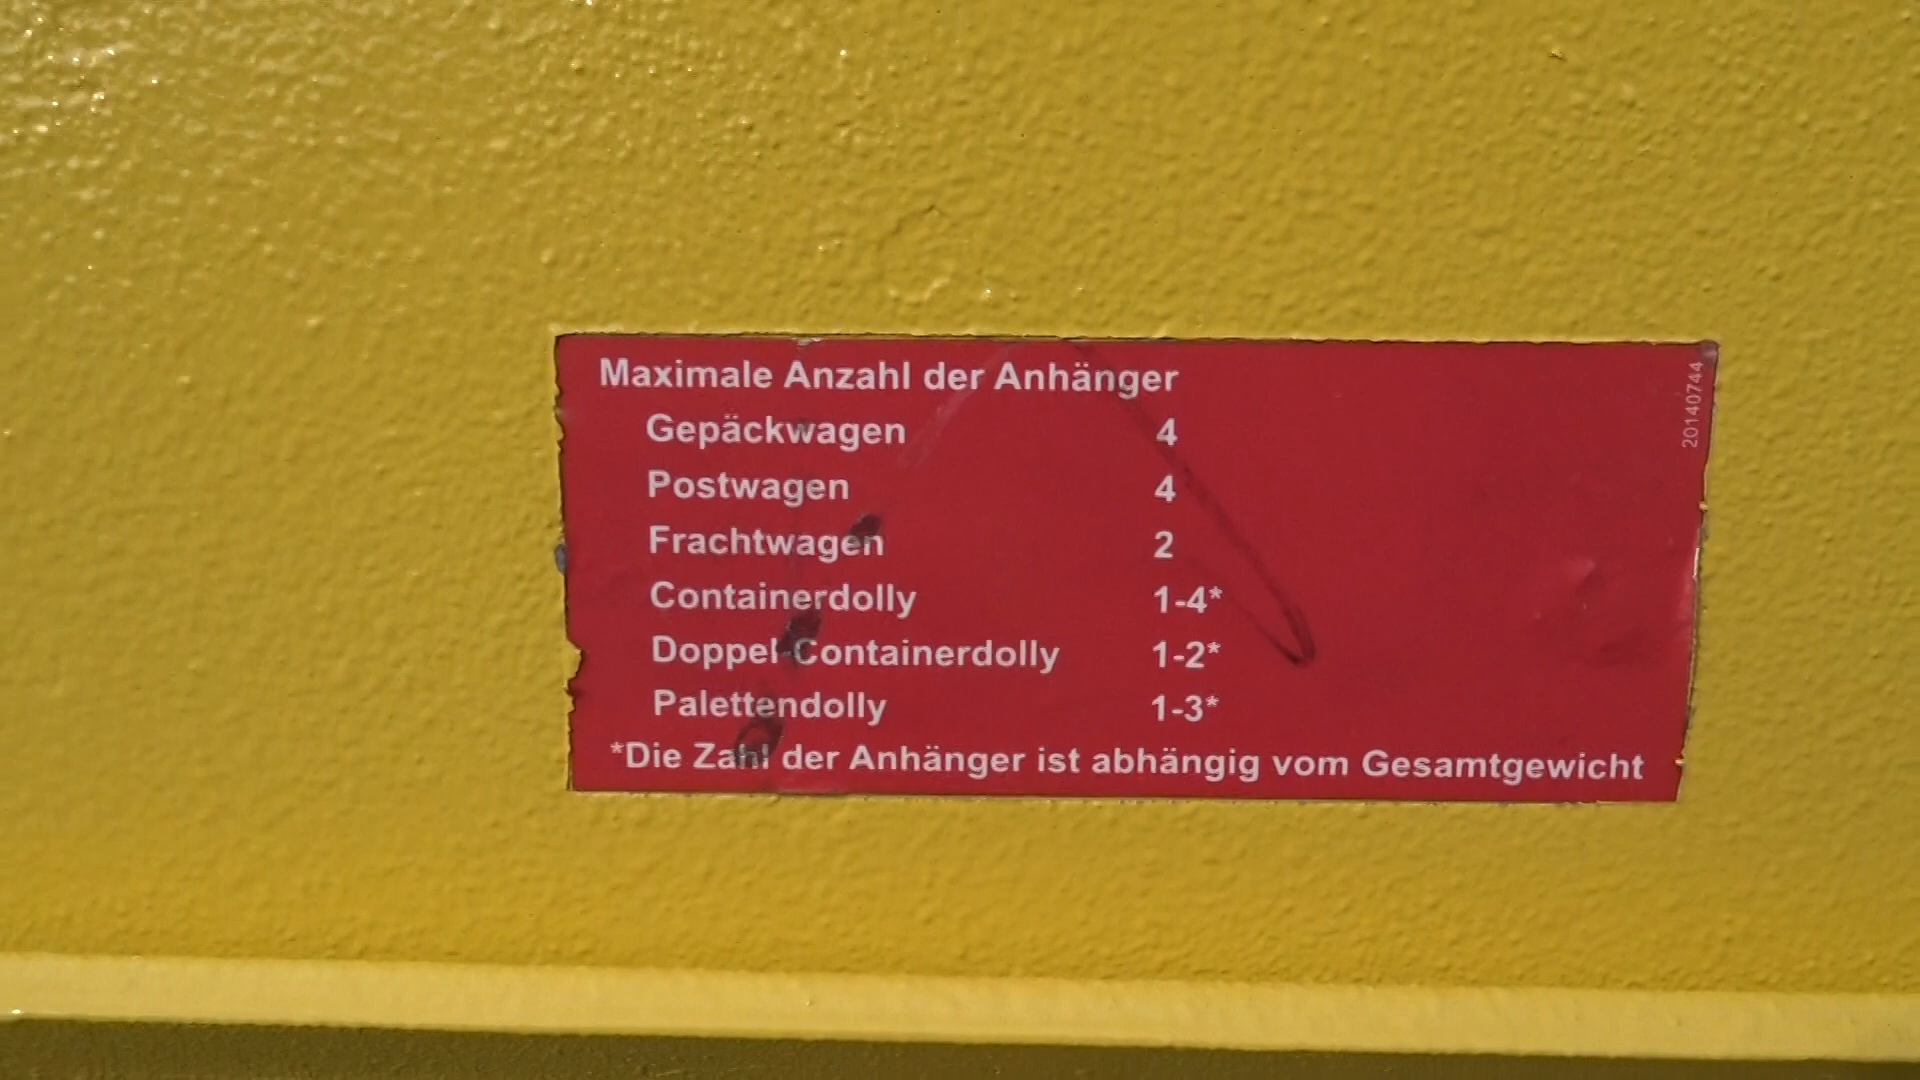 Maximale Anzahl der Anhänger
Gepäckwagen 4
Postwagen 4
Frachtwagen 2
Containerdolly 1-4*
Doppel-Containerdolly 1-2*
Palettendolly 1-3*
*Die Zahl der Anhänger ist abhängig vom Gesamtgewicht
20140744